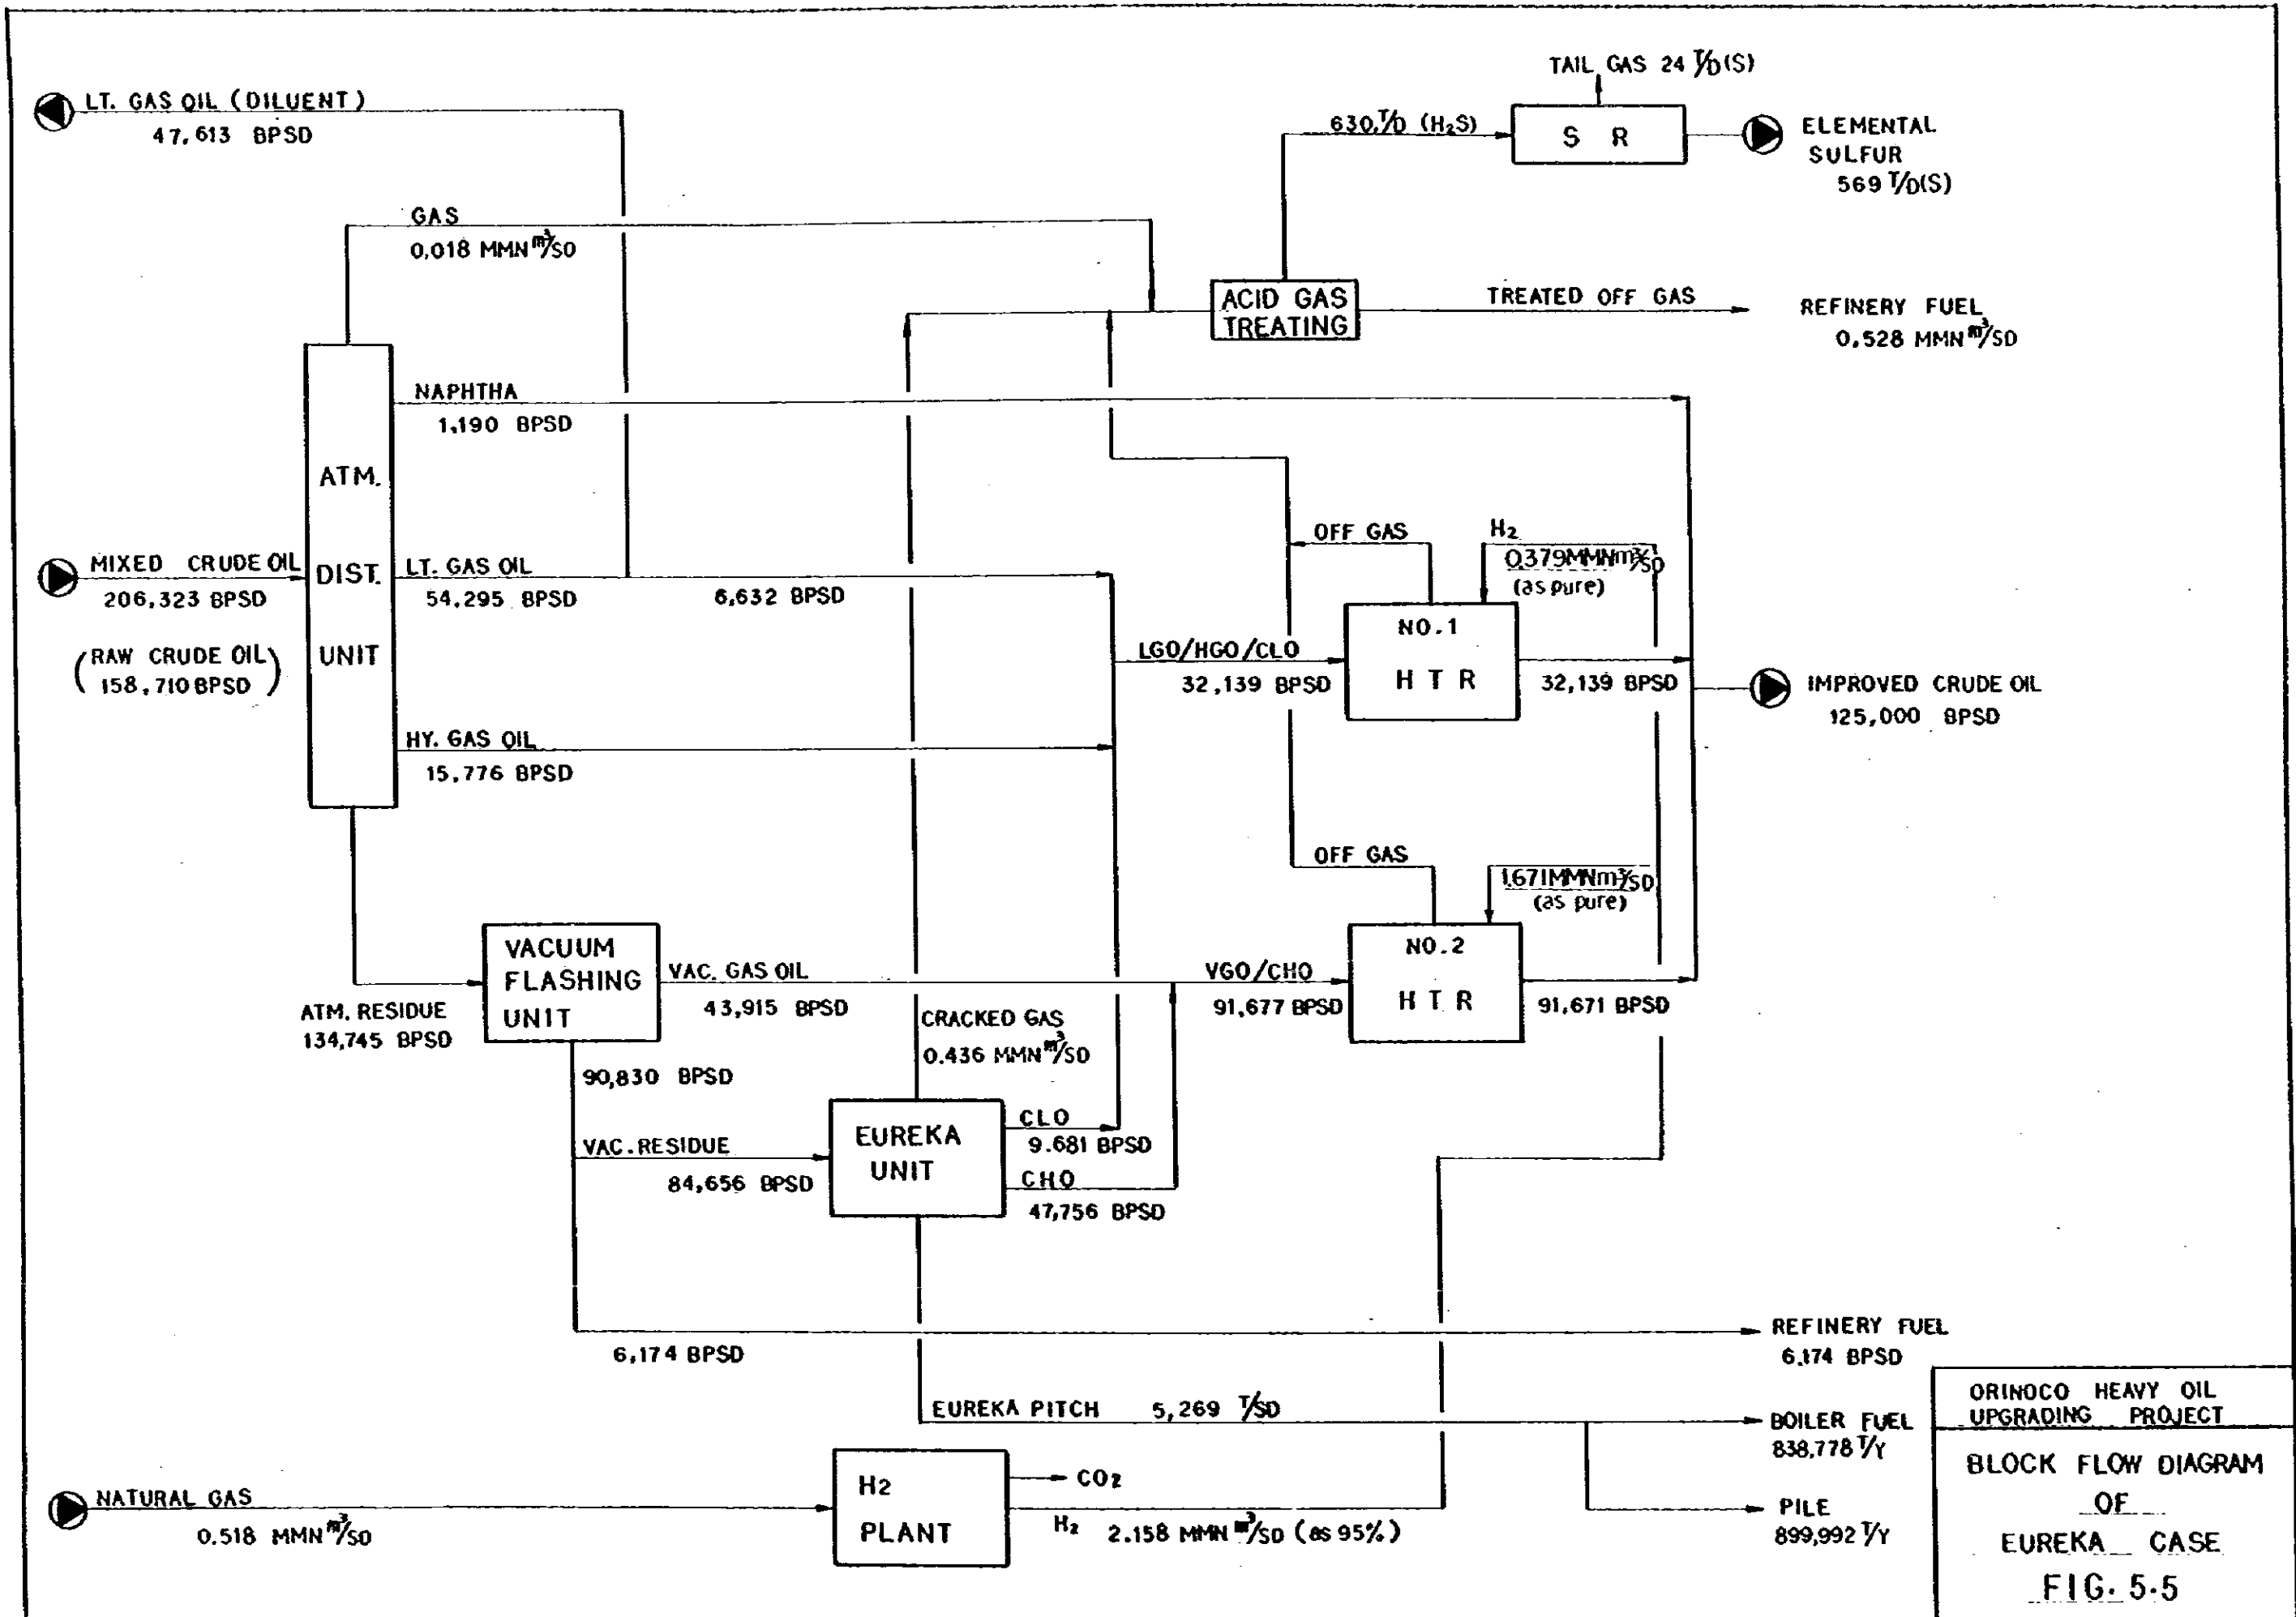 TAIL GAS 24 T/D(S)
LT. GAS OIL (DILUENT)
47,613 BPSD
630,T/D (H2S)
S R
ELEMENTAL
SULFUR
569 T/D(S)
GAS
0,018 MMNm3/SD
ACID GAS
TREATING
TREATED OFF GAS
REFINERY FUEL
0,528 MMNm3/SD
NAPHTHA
1,190 BPSD
ATM.
DIST.
UNIT
MIXED CRUDE OIL
206,323 BPSD
(RAW CRUDE OIL)
(158,710 BPSD)
LT. GAS OIL
54,295 BPSD
6,632 BPSD
OFF GAS
H2
0.379MMNm3/SD
(as pure)
LGO/HGO/CLO
32,139 BPSD
NO.1
HTR
32,139 BPSD
IMPROVED CRUDE OIL
125,000 BPSD
HY. GAS OIL
15,776 BPSD
OFF GAS
1.671MMNm3/SD
(as pure)
ATM. RESIDUE
134,745 BPSD
VACUUM
FLASHING
UNIT
VAC. GAS OIL
43,915 BPSD
VGO/CHO
91,677 BPSD
NO.2
HTR
91,671 BPSD
CRACKED GAS
0.436 MMNm3/SD
90,830 BPSD
VAC. RESIDUE
84,656 BPSD
EUREKA
UNIT
CLO
9.681 BPSD
CHO
47,756 BPSD
6,174 BPSD
REFINERY FUEL
6,174 BPSD
EUREKA PITCH 5,269 T/SD
BOILER FUEL
838,778 T/Y
PILE
899,992 T/Y
NATURAL GAS
0.518 MMNm3/SD
H2
PLANT
CO2
H2 2.158 MMNm3/SD (as 95%)
ORINOCO HEAVY OIL
UPGRADING PROJECT
BLOCK FLOW DIAGRAM
OF
EUREKA CASE
FIG. 5.5